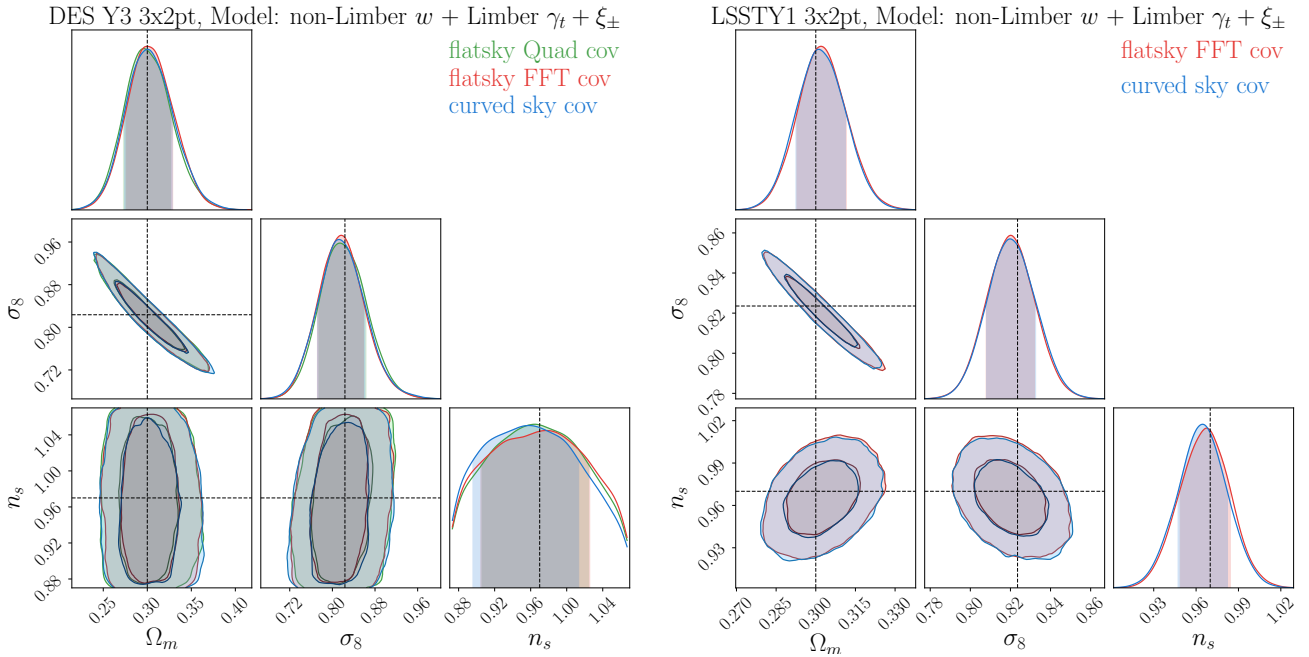 DES Y3 3x2pt, Model: non-Limber w + Limber γt + ξ±
flatsky Quad cov
flatsky FFT cov
curved sky cov
0.96
0.88
0.80
0.72
σ8
1.04
1.00
0.96
0.92
0.88
ns
0.25
0.30
0.35
0.40
Ωm
0.72
0.80
0.88
0.96
σ8
0.88
0.92
0.96
1.00
1.04
ns
LSSTY1 3x2pt, Model: non-Limber w + Limber γt + ξ±
flatsky FFT cov
curved sky cov
0.86
0.84
0.82
0.80
0.78
σ8
1.02
0.99
0.96
0.93
ns
0.270
0.285
0.300
0.315
0.330
Ωm
0.78
0.80
0.82
0.84
0.86
σ8
0.93
0.96
0.99
1.02
ns